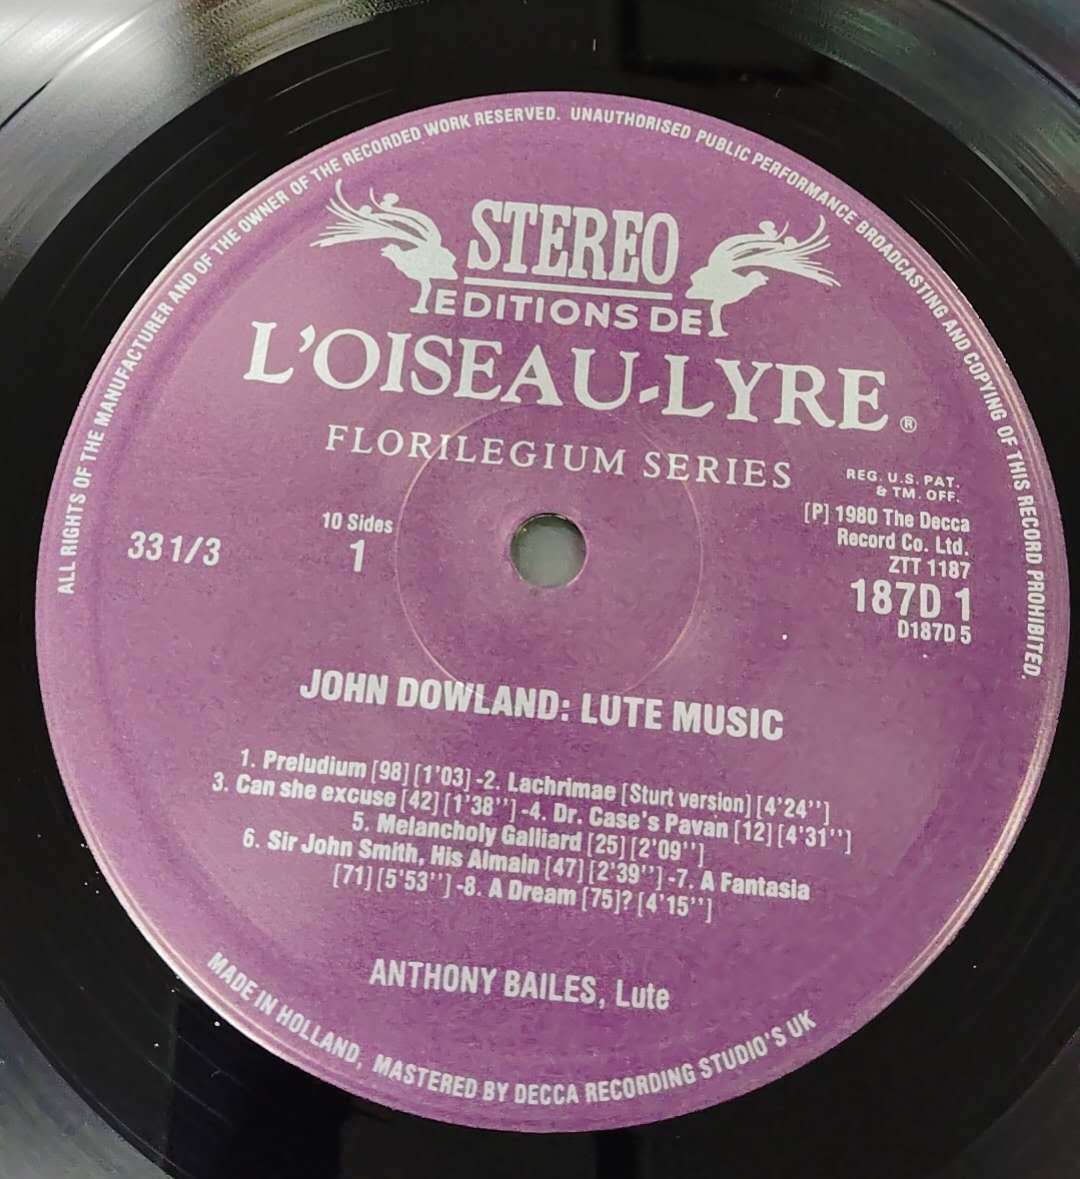 ALL RIGHTS OF THE MANUFACTURER AND OF THE OWNER OF THE RECORDED WORK RESERVED. UNAUTHORISED PUBLIC PERFORMANCE BROADCASTING AND COPYING OF THIS RECORD PROHIBITED.
STEREO
EDITIONS DE
L'OISEAU-LYRE ®
FLORILEGIUM SERIES
REG. U.S. PAT.
& TM. OFF.
33 1/3
10 Sides
1
[P] 1980 The Decca
Record Co. Ltd.
ZTT 1187
187D 1
D187D 5
JOHN DOWLAND: LUTE MUSIC
1. Preludium [98] [1'03] -2. Lachrimae [Sturt version] [4'24'']
3. Can she excuse [42] [1'38''] -4. Dr. Case's Pavan [12] [4'31'']
5. Melancholy Galliard [25] [2'09'']
6. Sir John Smith, His Almain [47] [2'39''] -7. A Fantasia
[71] [5'53''] -8. A Dream [75]? [4'15'']
ANTHONY BAILES, Lute
MADE IN HOLLAND, MASTERED BY DECCA RECORDING STUDIO'S UK